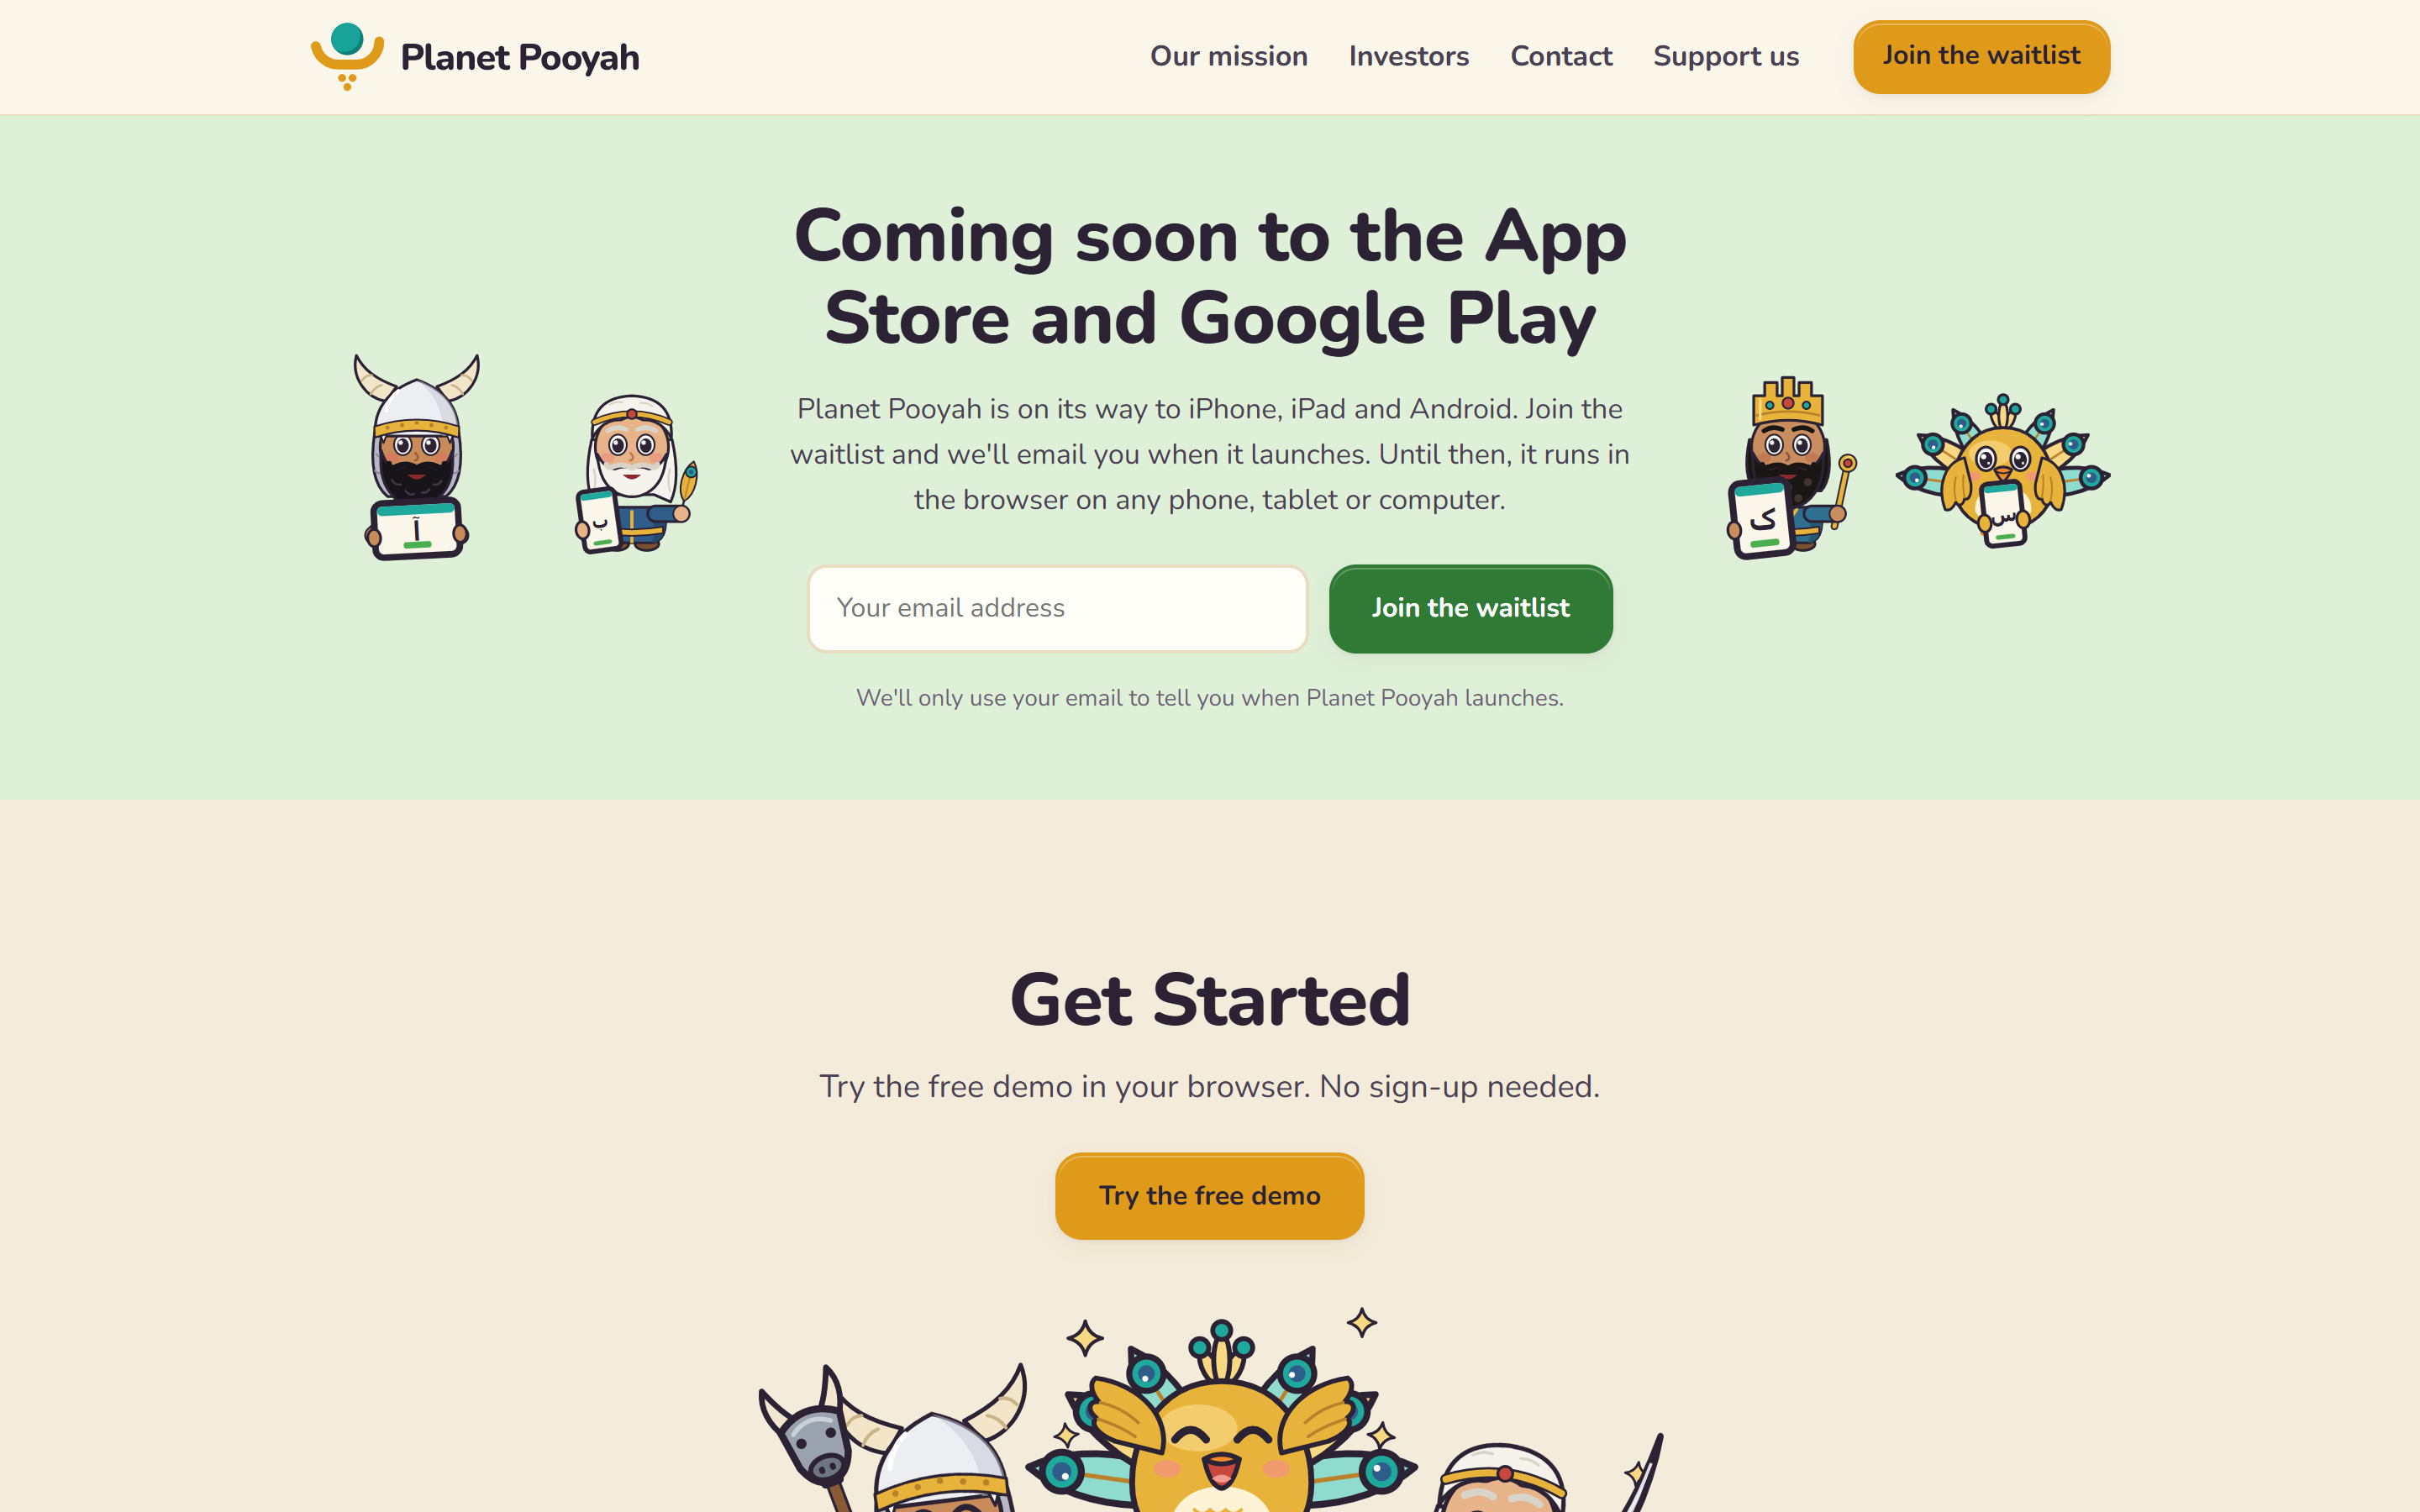 Planet Pooyah
Our mission
Investors
Contact
Support us
Join the waitlist
Coming soon to the App
Store and Google Play
Planet Pooyah is on its way to iPhone, iPad and Android. Join the
waitlist and we'll email you when it launches. Until then, it runs in
the browser on any phone, tablet or computer.
آ
ب
ک
س
Your email address
Join the waitlist
We'll only use your email to tell you when Planet Pooyah launches.
Get Started
Try the free demo in your browser. No sign-up needed.
Try the free demo